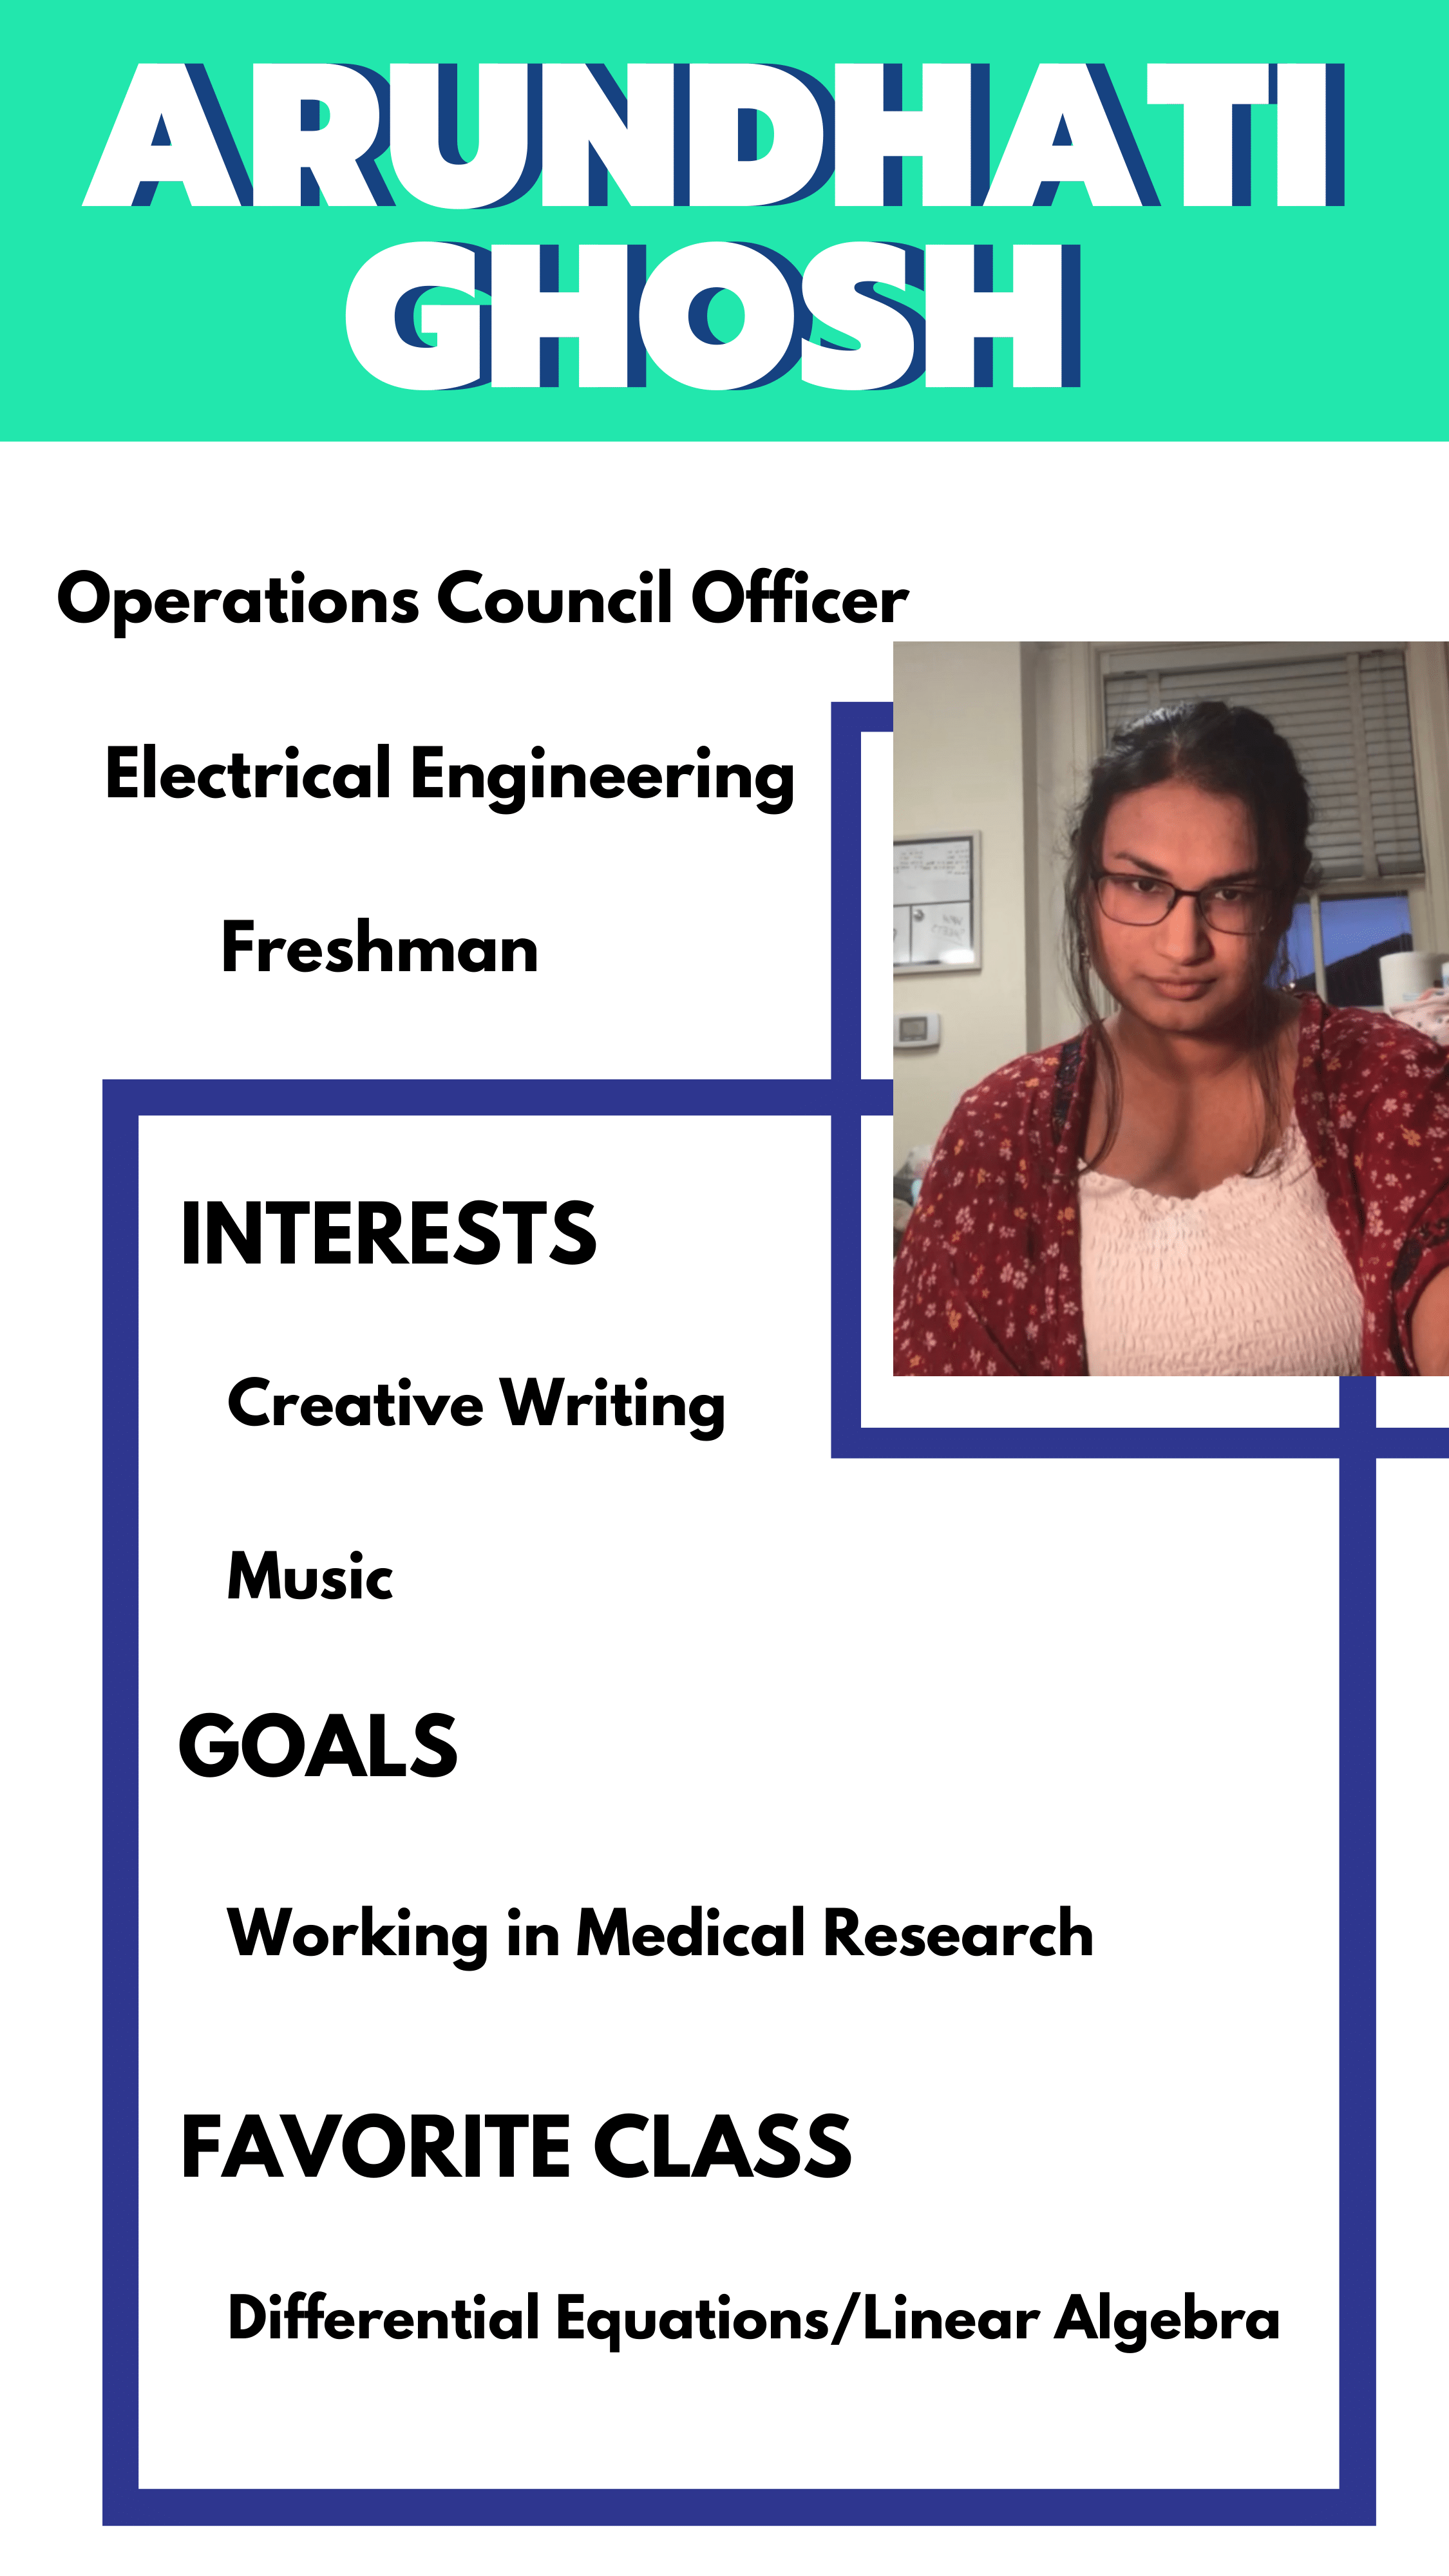 ARUNDHATI
GHOSH
Operations Council Officer
Electrical Engineering
Freshman
INTERESTS
Creative Writing
Music
GOALS
Working in Medical Research
FAVORITE CLASS
Differential Equations/Linear Algebra